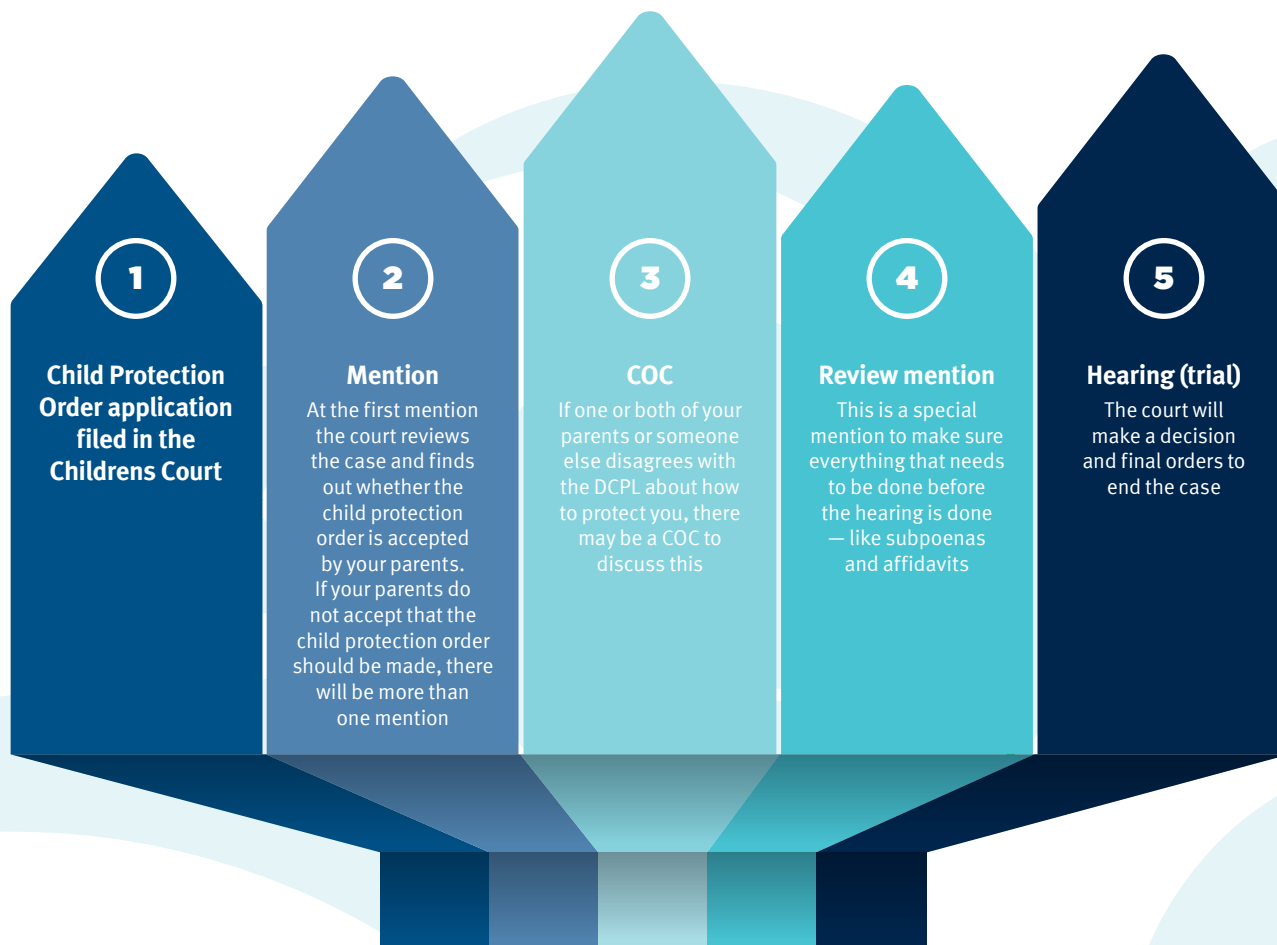 1
Child Protection
Order application
filed in the
Childrens Court
2
Mention
At the first mention
the court reviews
the case and finds
out whether the
child protection
order is accepted
by your parents.
If your parents do
not accept that the
child protection order
should be made, there
will be more than
one mention
3
COC
If one or both of your
parents or someone
else disagrees with
the DCPL about how
to protect you, there
may be a COC to
discuss this
4
Review mention
This is a special
mention to make sure
everything that needs
to be done before
the hearing is done
— like subpoenas
and affidavits
5
Hearing (trial)
The court will
make a decision
and final orders to
end the case